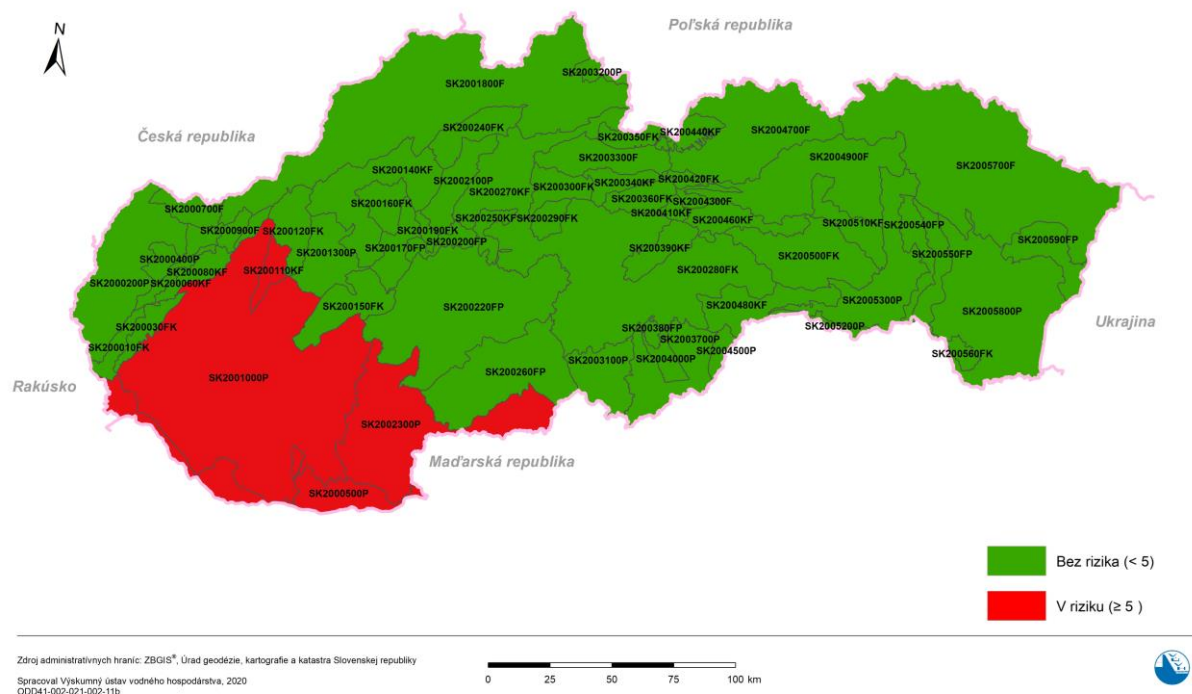 Poľská republika
N
SK2003200P
SK2001800F
Česká republika
SK200240FK
SK200350FK
SK200440KF
SK2004700F
SK2003300F
SK2004900F
SK2005700F
SK200140KF
SK2002100P
SK200270KF
SK200300FK
SK200340KF
SK200420FK
SK200160FK
SK200360FK
SK2004300F
SK2000700F
SK200410KF
SK200250KF
SK200290FK
SK200460KF
SK200510KF
SK200540FP
SK2000900F
SK200120FK
SK200190FK
SK200200FP
SK200590FP
SK2001300P
SK200170FP
SK200390KF
SK200500FK
SK200550FP
SK2000400P
SK200080KF
SK200110KF
SK200280FK
SK2000200P
SK200060KF
SK200150FK
SK200220FP
SK200480KF
SK2005300P
SK2005800P
Ukrajina
SK200030FK
SK200380FP
SK2005200P
SK2003700P
SK200010FK
SK2004500P
SK200560FK
SK2003100P
SK2004000P
Rakúsko
SK2001000P
SK200260FP
SK2002300P
Maďarská republika
SK2000500P
Bez rizika (< 5)
V riziku (≥ 5 )
Zdroj administratívnych hraníc: ZBGIS®, Úrad geodézie, kartografie a katastra Slovenskej republiky
Spracoval Výskumný ústav vodného hospodárstva, 2020
ODD41-002-021-002-11b
0 25 50 75 100 km